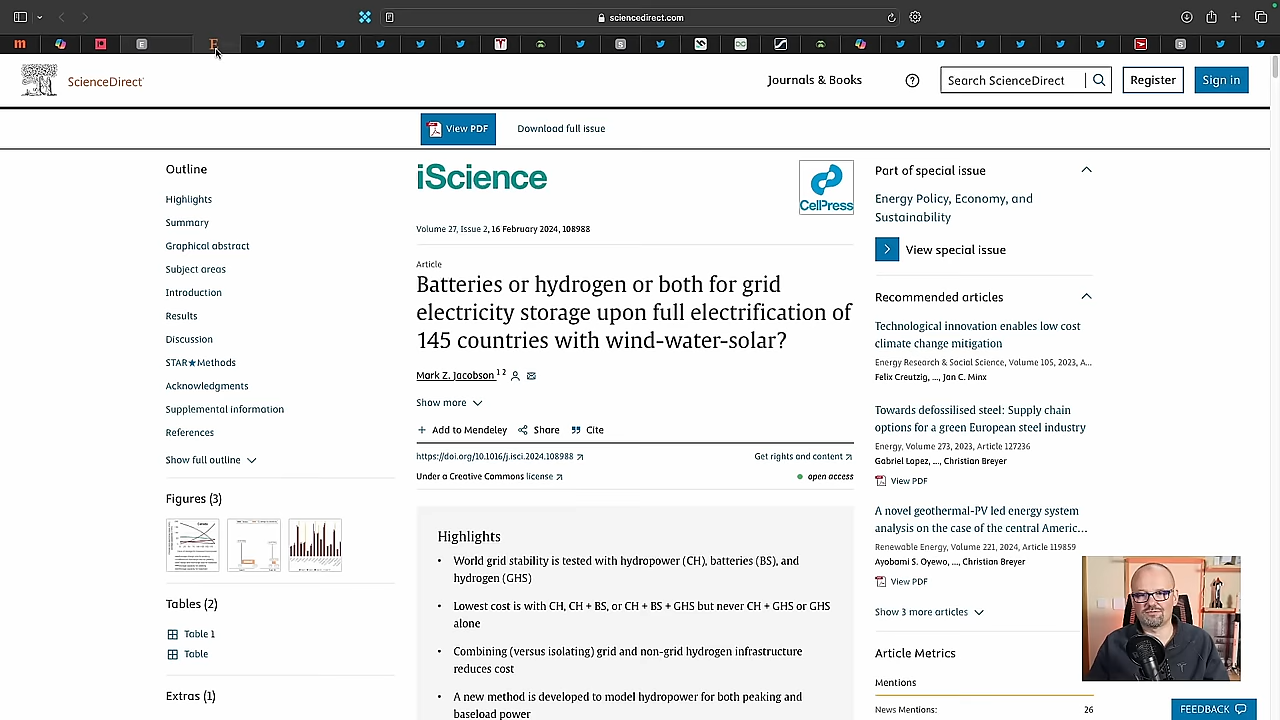 sciencedirect.com
ScienceDirect
Journals & Books
Search ScienceDirect
Register
Sign in
View PDF
Download full issue
Outline
Highlights
Summary
Graphical abstract
Subject areas
Introduction
Results
Discussion
STAR★Methods
Acknowledgments
Supplemental information
References
Show full outline
Figures (3)
Tables (2)
Table 1
Table
Extras (1)
iScience
CellPress
Volume 27, Issue 2, 16 February 2024, 108988
Article
Batteries or hydrogen or both for grid
electricity storage upon full electrification of
145 countries with wind-water-solar?
Mark Z. Jacobson 1 2
Show more
Add to Mendeley
Share
Cite
https://doi.org/10.1016/j.isci.2024.108988
Get rights and content
Under a Creative Commons license
open access
Highlights
• World grid stability is tested with hydropower (CH), batteries (BS), and
hydrogen (GHS)
• Lowest cost is with CH, CH + BS, or CH + BS + GHS but never CH + GHS or GHS
alone
• Combining (versus isolating) grid and non-grid hydrogen infrastructure
reduces cost
• A new method is developed to model hydropower for both peaking and
baseload power
Part of special issue
Energy Policy, Economy, and
Sustainability
View special issue
Recommended articles
Technological innovation enables low cost
climate change mitigation
Energy Research & Social Science, Volume 105, 2023, A...
Felix Creutzig, ..., Jan C. Minx
Towards defossilised steel: Supply chain
options for a green European steel industry
Energy, Volume 273, 2023, Article 127236
Gabriel Lopez, ..., Christian Breyer
View PDF
A novel geothermal-PV led energy system
analysis on the case of the central Americ...
Renewable Energy, Volume 221, 2024, Article
Ayobami S. Oyewo, ..., Christian Breyer
View PDF
Show 3 more articles
Article Metrics
Mentions
News Mentions: 26
FEEDBACK